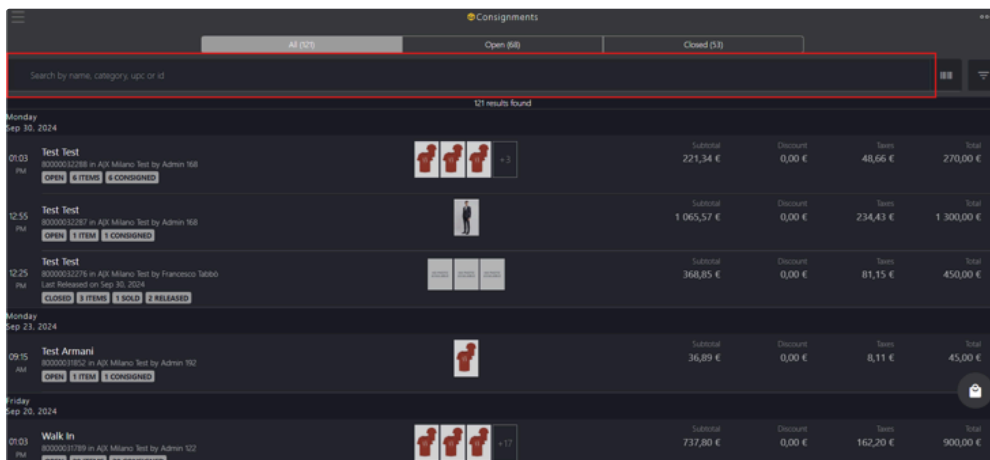 Consignments
All (121)
Open (68)
Closed (53)
Search by name, category, upc or id
121 results found
Monday
Sep 30, 2024
01:03 PM
Test Test
80000032288 in A|X Milano Test by Admin 168
OPEN 6 ITEMS 6 CONSIGNED
+3
Subtotal Discount Taxes Total
221,34 € 0,00 € 48,66 € 270,00 €
12:55 PM
Test Test
80000032287 in A|X Milano Test by Admin 168
OPEN 1 ITEM 1 CONSIGNED
Subtotal Discount Taxes Total
1 065,57 € 0,00 € 234,43 € 1 300,00 €
12:25 PM
Test Test
80000032276 in A|X Milano Test by Francesco Tabbò
Last Released on Sep 30, 2024
CLOSED 3 ITEMS 1 SOLD 2 RELEASED
Subtotal Discount Taxes Total
368,85 € 0,00 € 81,15 € 450,00 €
Monday
Sep 23, 2024
09:15 AM
Test Armani
80000031852 in A|X Milano Test by Admin 192
OPEN 1 ITEM 1 CONSIGNED
Subtotal Discount Taxes Total
36,89 € 0,00 € 8,11 € 45,00 €
Friday
Sep 20, 2024
01:03 PM
Walk In
80000031789 in A|X Milano Test by Admin 122
+17
Subtotal Discount Taxes Total
737,80 € 0,00 € 162,20 € 900,00 €